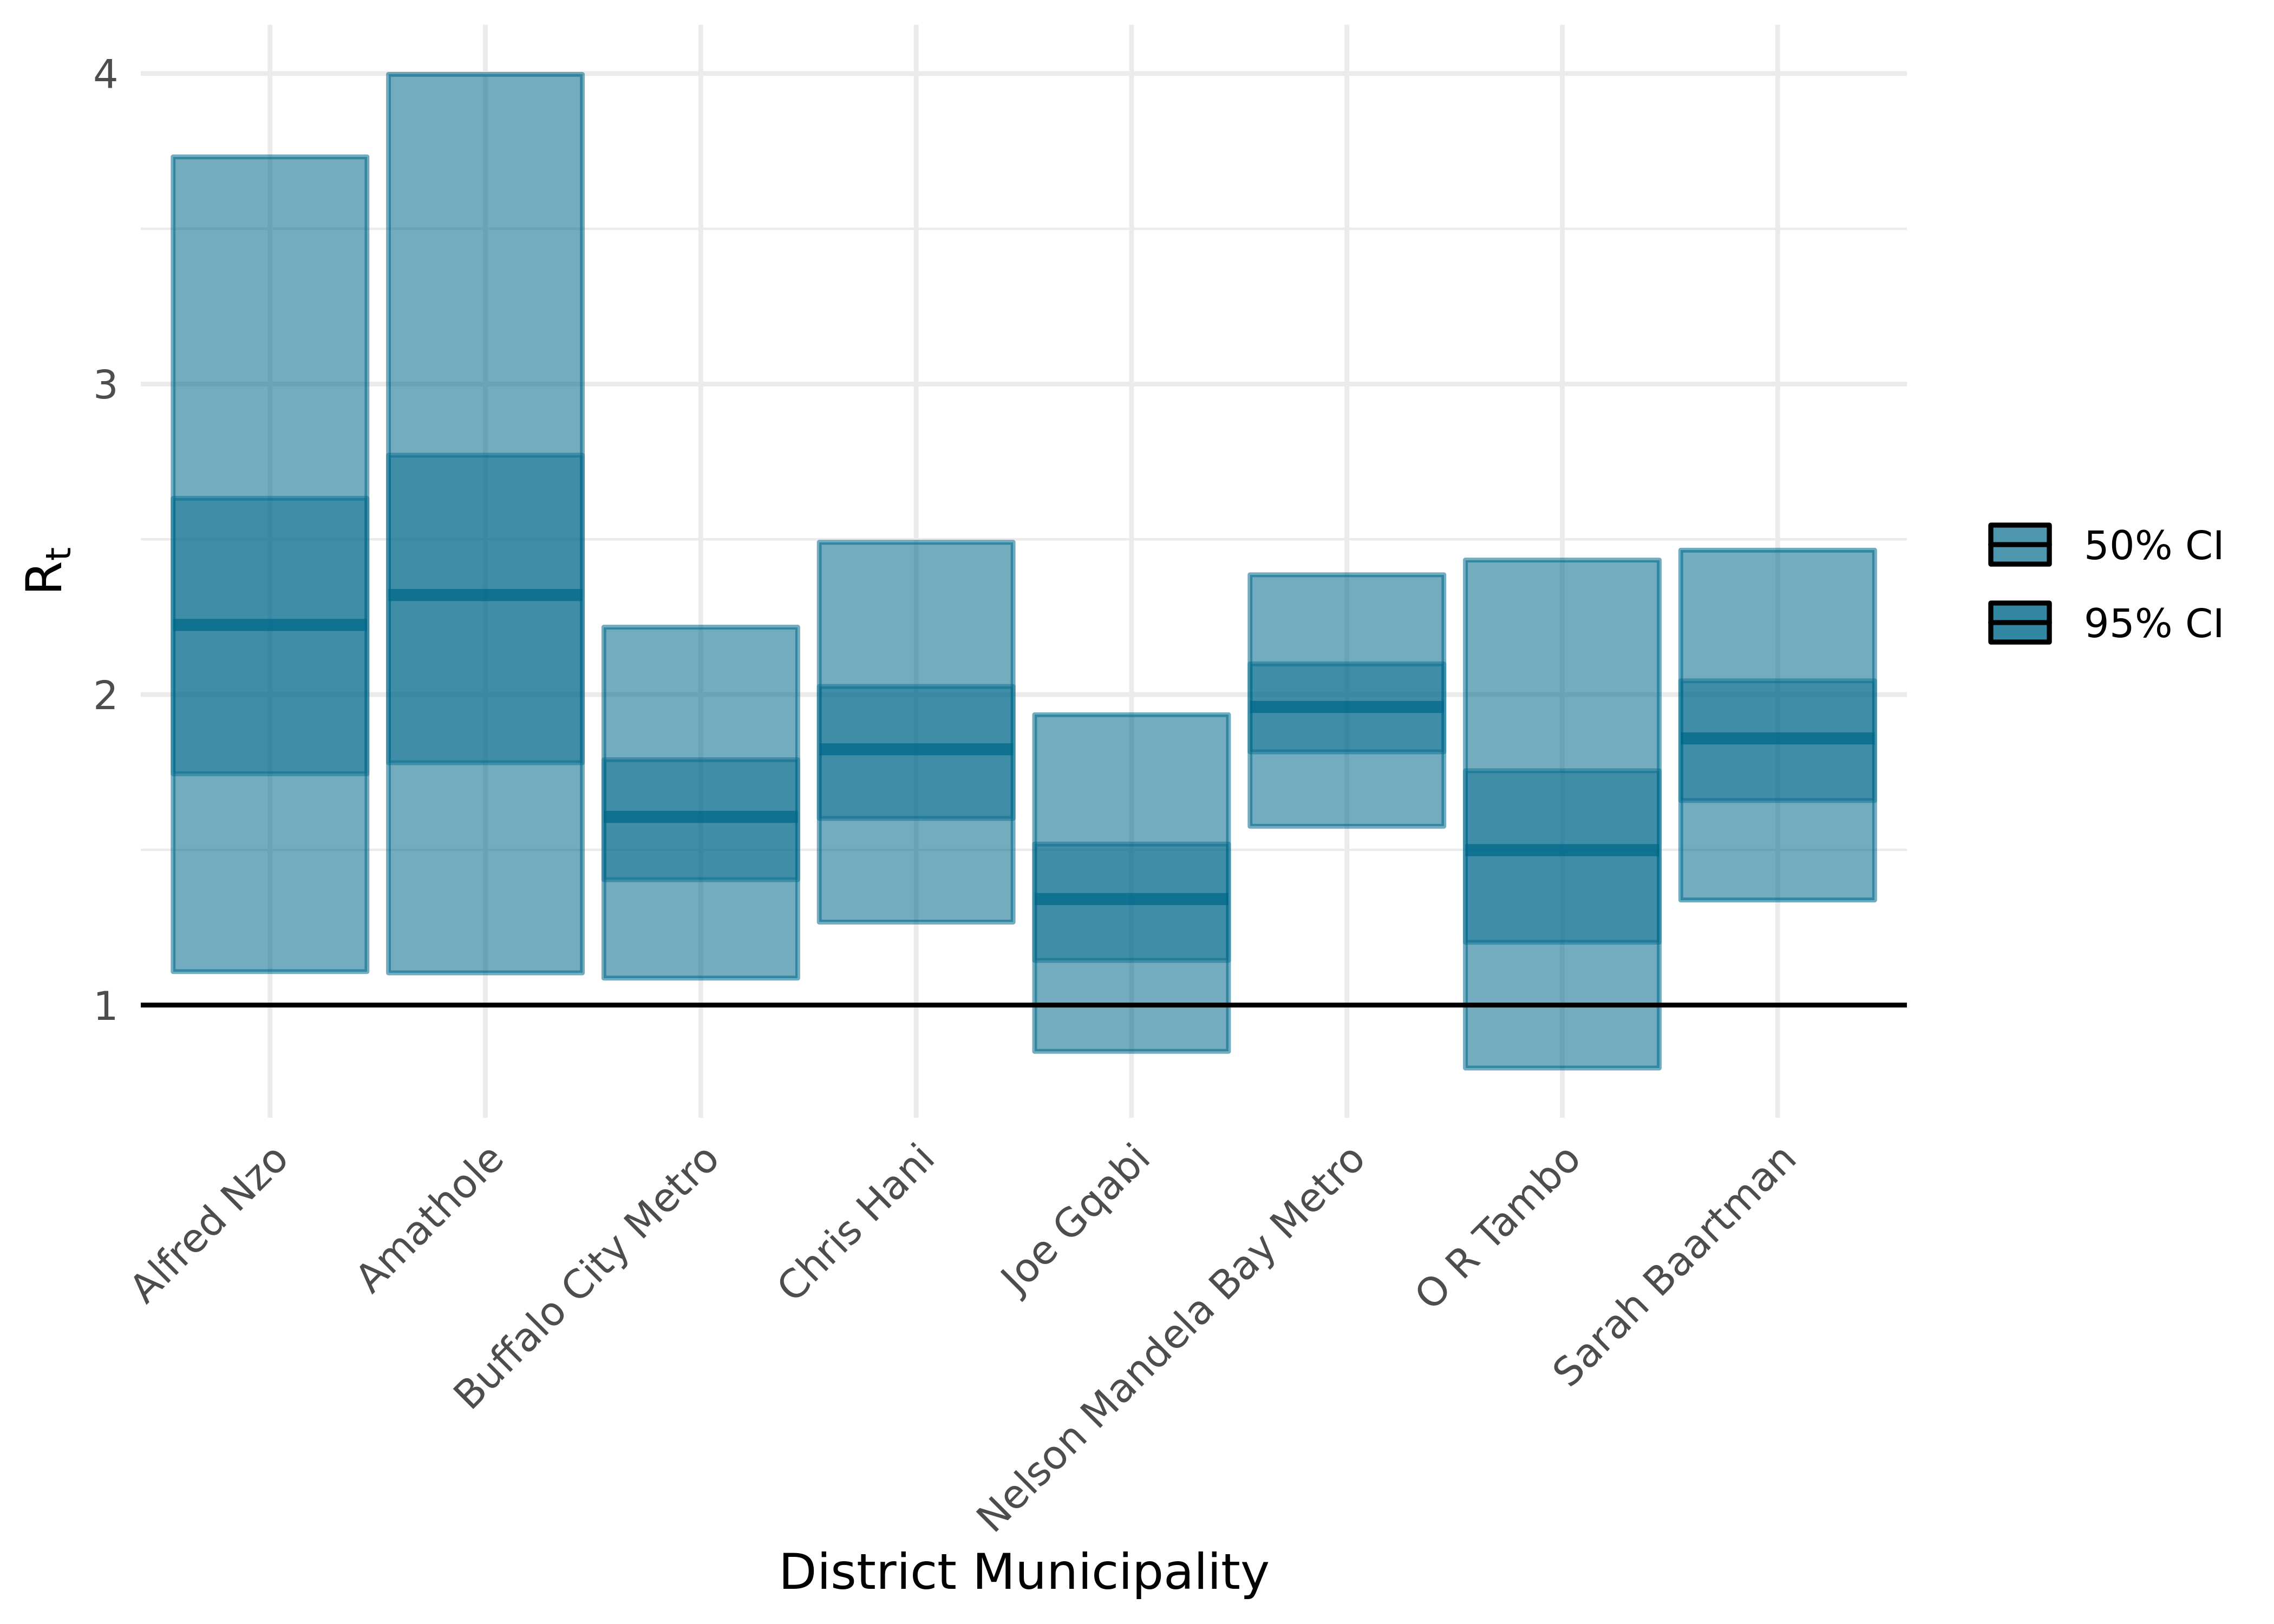 4
3
2
1
Rt
Alfred Nzo
Amathole
Buffalo City Metro
Chris Hani
Joe Gqabi
Nelson Mandela Bay Metro
O R Tambo
Sarah Baartman
District Municipality
50% CI
95% CI